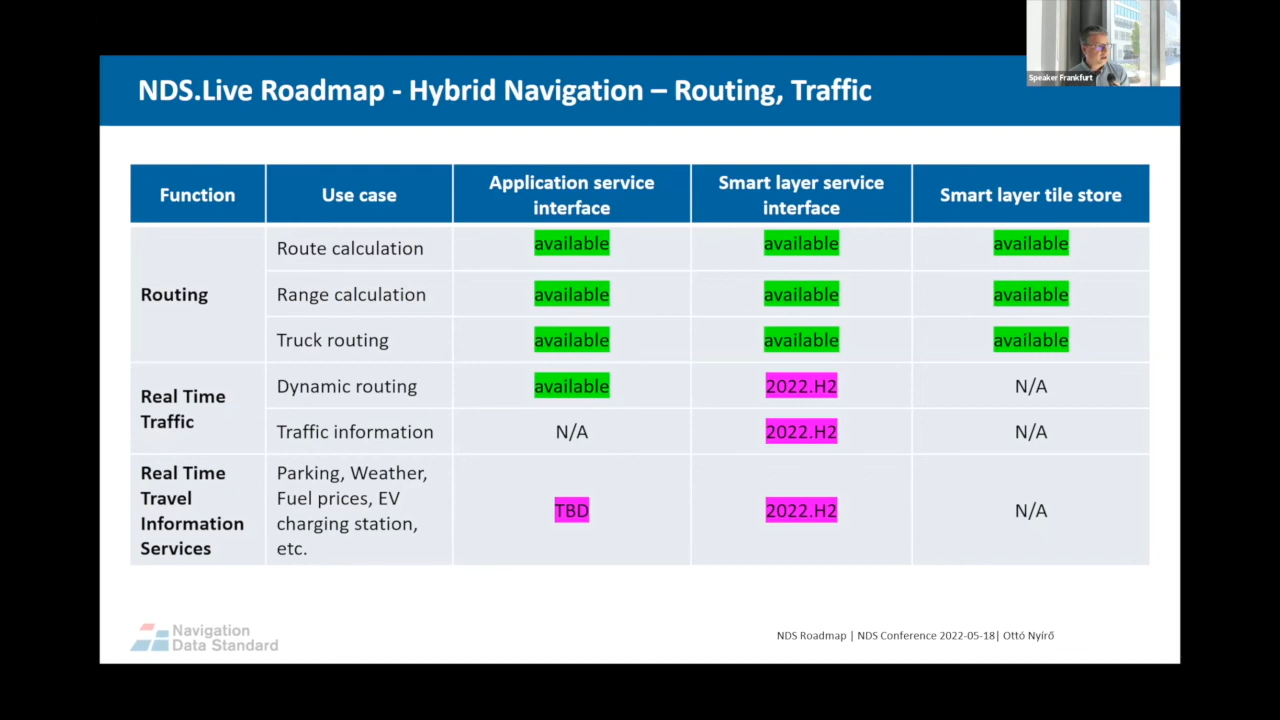 Speaker Frankfurt
NDS.Live Roadmap - Hybrid Navigation – Routing, Traffic
Function
Use case
Application service
interface
Smart layer service
interface
Smart layer tile store
Routing
Route calculation
available
available
available
Range calculation
available
available
available
Truck routing
available
available
available
Real Time
Traffic
Dynamic routing
available
2022.H2
N/A
Traffic information
N/A
2022.H2
N/A
Real Time
Travel
Information
Services
Parking, Weather,
Fuel prices, EV
charging station,
etc.
TBD
2022.H2
N/A
Navigation
Data Standard
NDS Roadmap | NDS Conference 2022-05-18| Ottó Nyírő